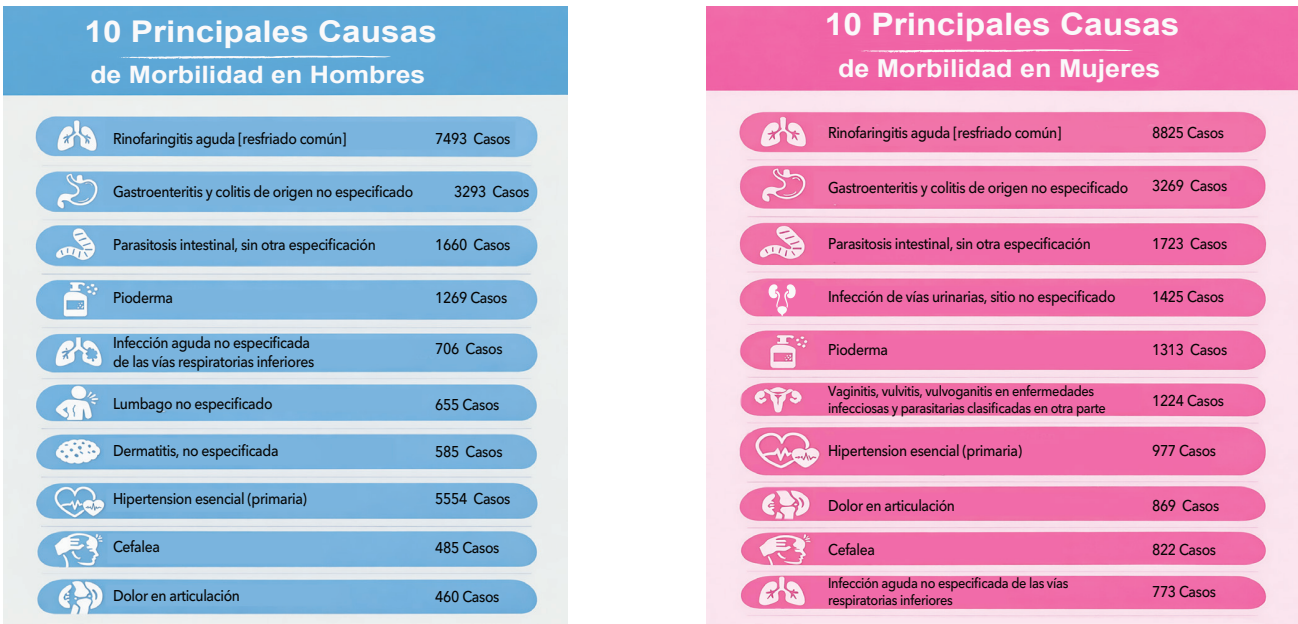 10 Principales Causas
de Morbilidad en Hombres
Rinofaringitis aguda [resfriado común] 7493 Casos
Gastroenteritis y colitis de origen no especificado 3293 Casos
Parasitosis intestinal, sin otra especificación 1660 Casos
Pioderma 1269 Casos
Infección aguda no especificada
de las vías respiratorias inferiores 706 Casos
Lumbago no especificado 655 Casos
Dermatitis, no especificada 585 Casos
Hipertension esencial (primaria) 5554 Casos
Cefalea 485 Casos
Dolor en articulación 460 Casos
10 Principales Causas
de Morbilidad en Mujeres
Rinofaringitis aguda [resfriado común] 8825 Casos
Gastroenteritis y colitis de origen no especificado 3269 Casos
Parasitosis intestinal, sin otra especificación 1723 Casos
Infección de vías urinarias, sitio no especificado 1425 Casos
Pioderma 1313 Casos
Vaginitis, vulvitis, vulvoganitis en enfermedades
infecciosas y parasitarias clasificadas en otra parte 1224 Casos
Hipertension esencial (primaria) 977 Casos
Dolor en articulación 869 Casos
Cefalea 822 Casos
Infección aguda no especificada de las vías
respiratorias inferiores 773 Casos